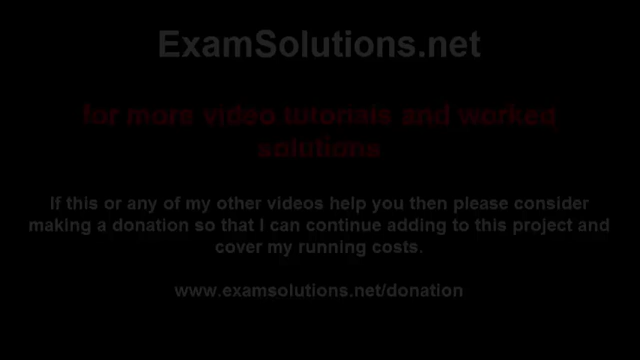 ExamSolutions.net
for more video tutorials and worked
solutions
If this or any of my other videos help you then please consider
making a donation so that I can continue adding to this project and
cover my running costs.
www.examsolutions.net/donation